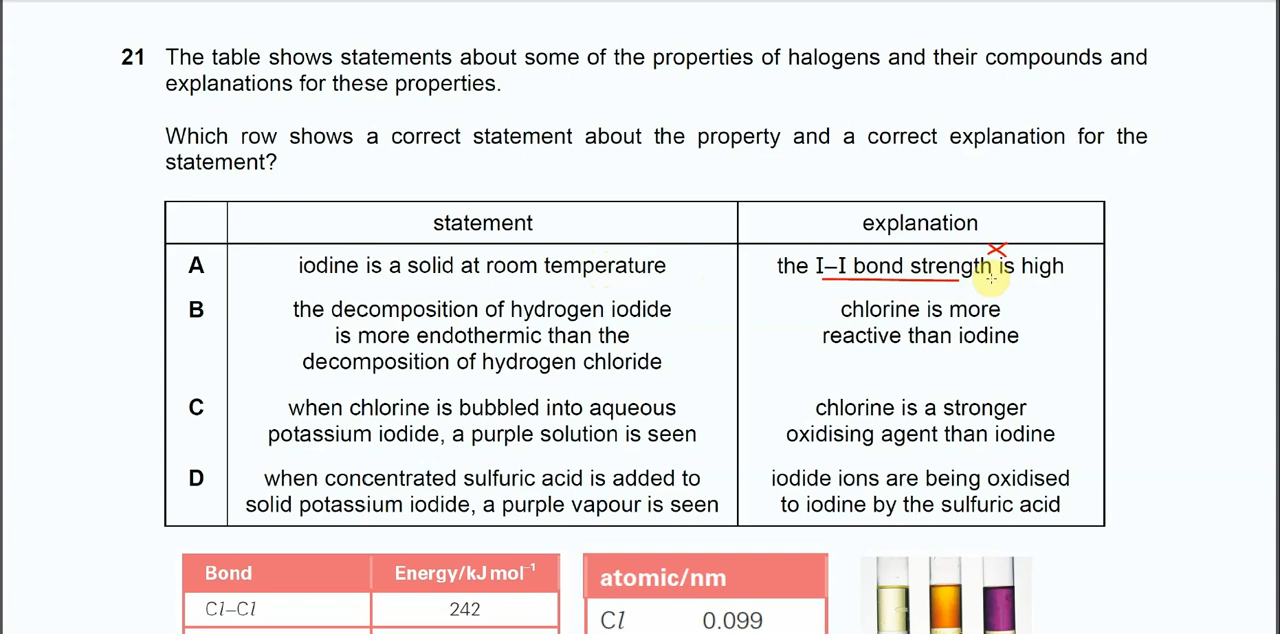 21 The table shows statements about some of the properties of halogens and their compounds and
explanations for these properties.
Which row shows a correct statement about the property and a correct explanation for the
statement?
statement explanation
A iodine is a solid at room temperature the I–I bond strength is high
B the decomposition of hydrogen iodide chlorine is more
is more endothermic than the reactive than iodine
decomposition of hydrogen chloride
C when chlorine is bubbled into aqueous chlorine is a stronger
potassium iodide, a purple solution is seen oxidising agent than iodine
D when concentrated sulfuric acid is added to iodide ions are being oxidised
solid potassium iodide, a purple vapour is seen to iodine by the sulfuric acid
Bond Energy/kJ mol⁻¹ atomic/nm
Cl–Cl 242 Cl 0.099